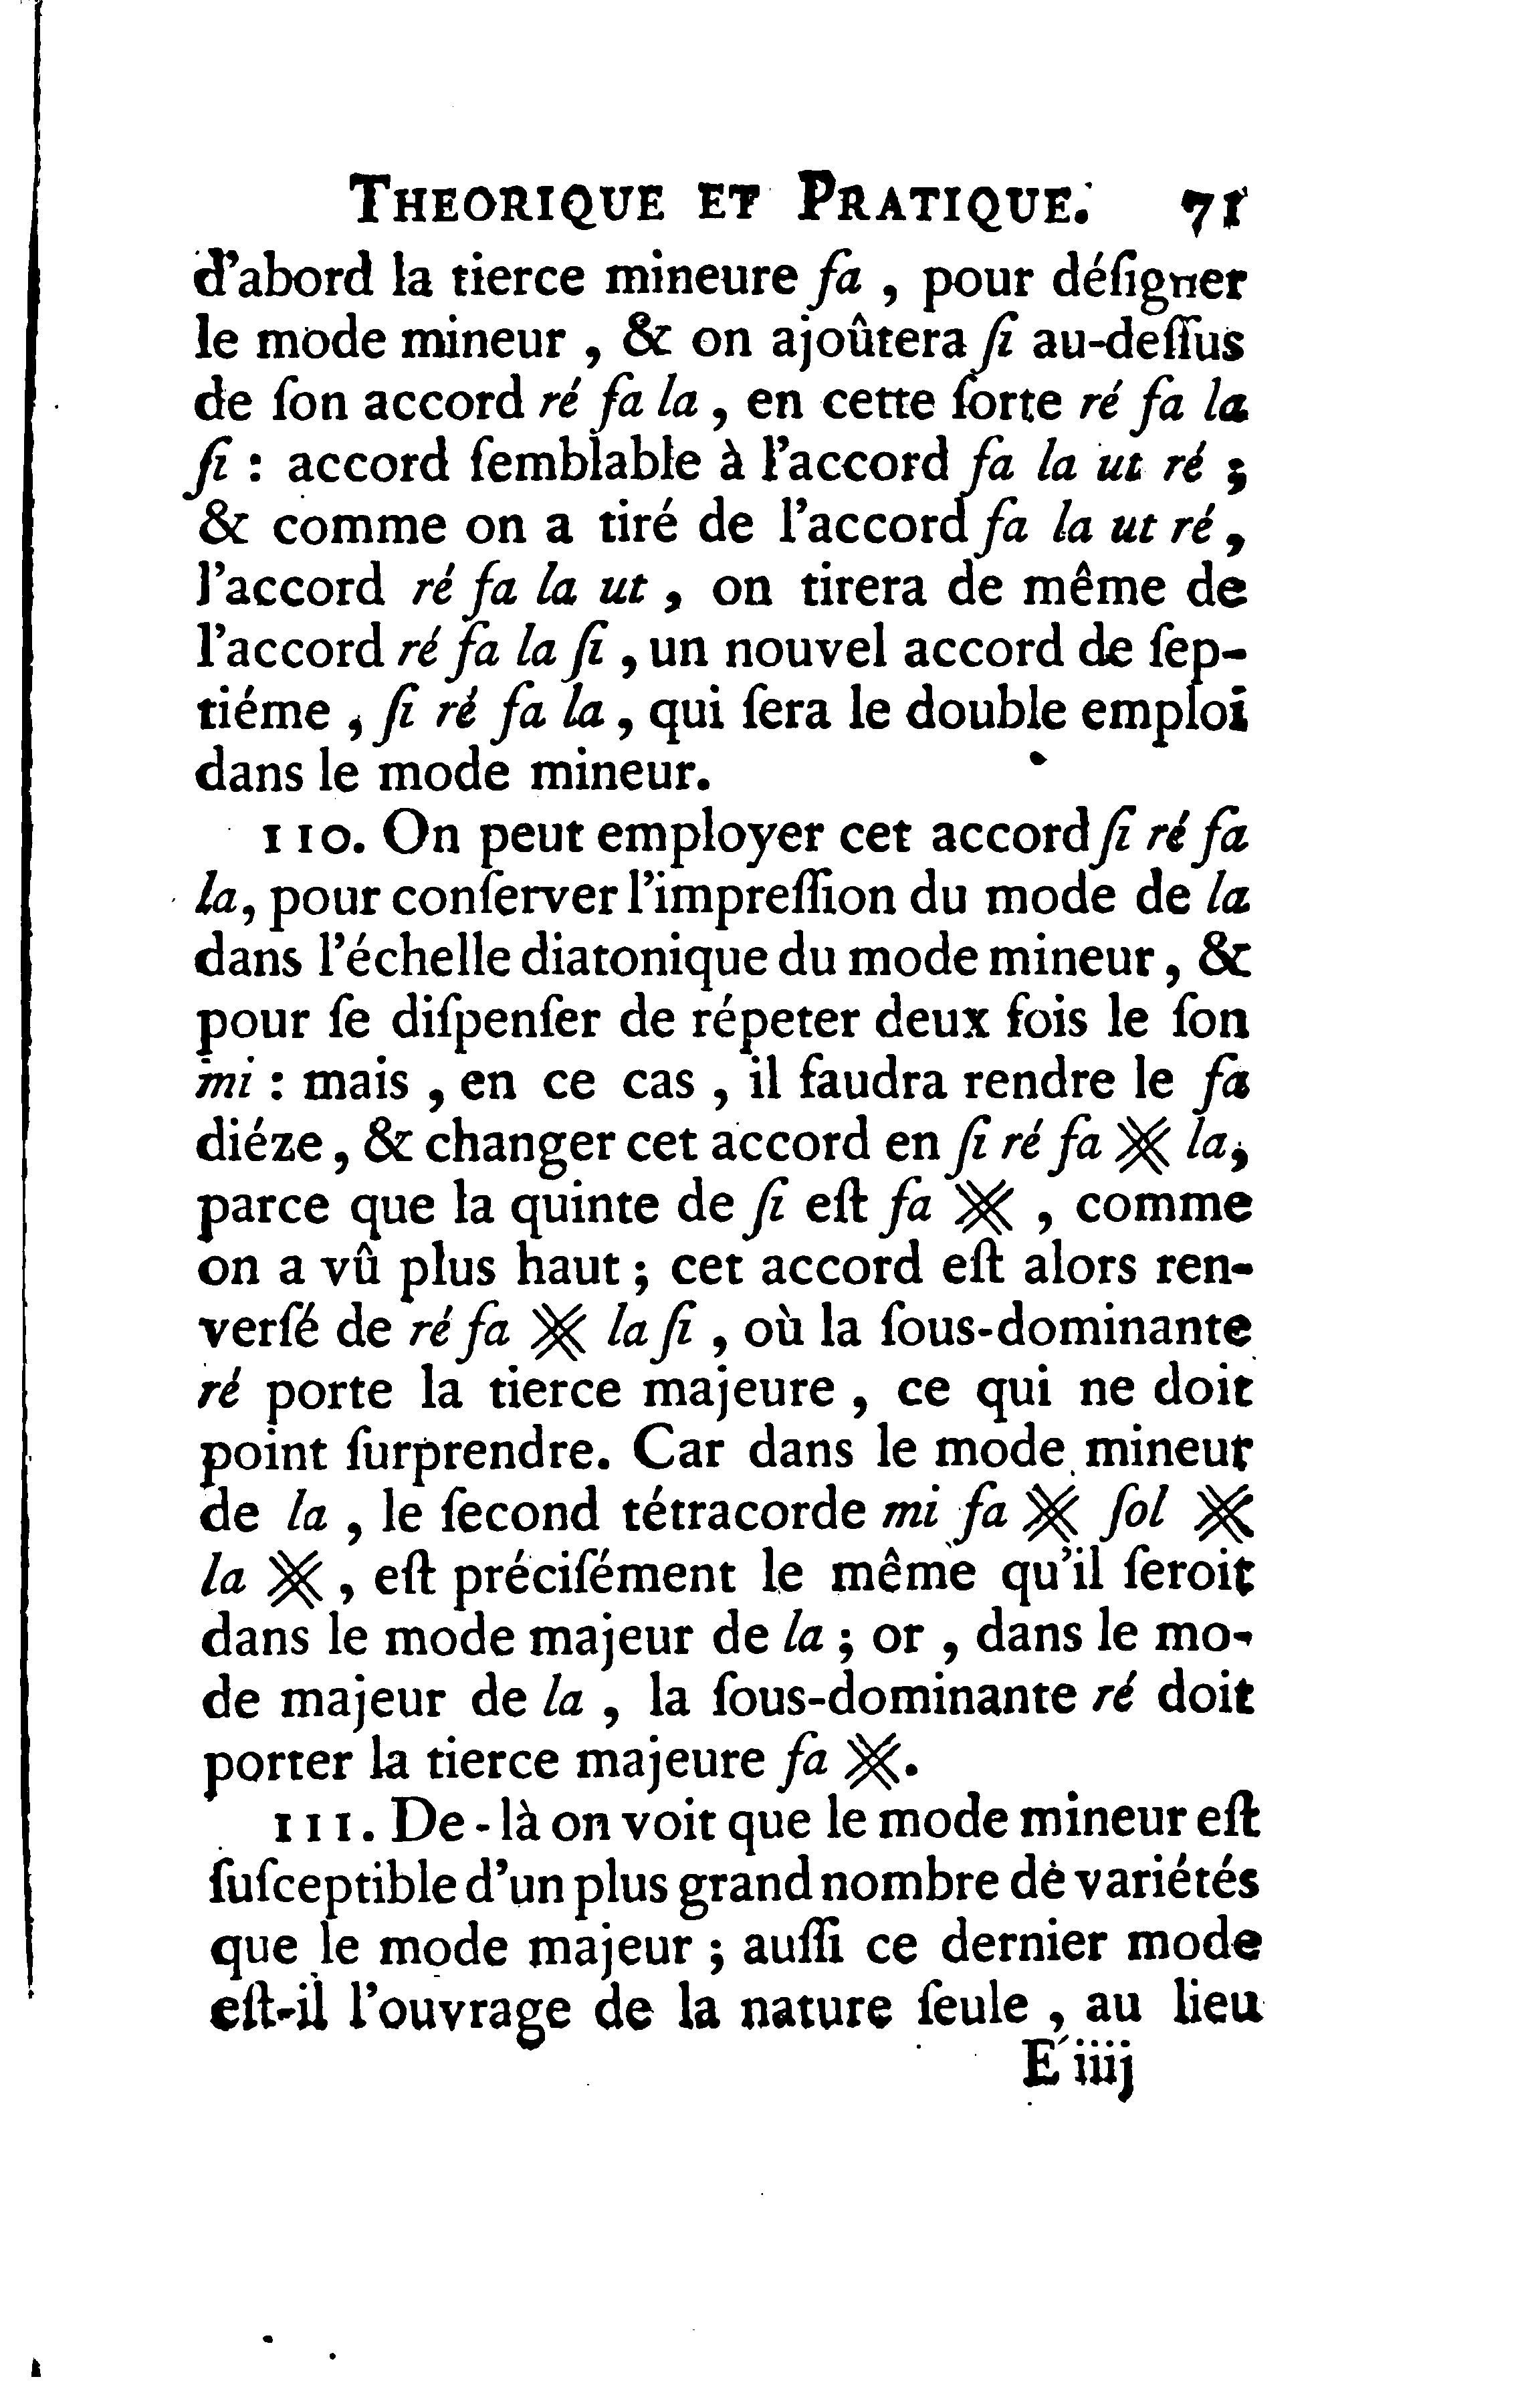 THEORIQUE ET PRATIQUE. 71
d'abord la tierce mineure fa , pour déſigner
le mode mineur , & on ajoûtera ſi au-deſſus
de ſon accord ré fa la , en cette ſorte ré fa la
ſi : accord ſemblable à l'accord fa la ut ré ;
& comme on a tiré de l'accord fa la ut ré ,
l'accord ré fa la ut , on tirera de même de
l'accord ré fa la ſi , un nouvel accord de ſep-
tiéme , ſi ré fa la , qui ſera le double emploi
dans le mode mineur.
110. On peut employer cet accord ſi ré fa
la, pour conſerver l'impreſſion du mode de la
dans l'échelle diatonique du mode mineur , &
pour ſe diſpenſer de répeter deux fois le ſon
mi : mais , en ce cas , il faudra rendre le fa
diéze , & changer cet accord en ſi ré fa ※ la ,
parce que la quinte de ſi eſt fa ※ , comme
on a vû plus haut ; cet accord eſt alors ren-
verſé de ré fa ※ la ſi , où la ſous-dominante
ré porte la tierce majeure , ce qui ne doit
point ſurprendre. Car dans le mode mineur
de la , le ſecond tétracorde mi fa ※ ſol ※
la ※ , eſt préciſément le même qu'il ſeroit
dans le mode majeur de la ; or , dans le mo-
de majeur de la , la ſous-dominante ré doit
porter la tierce majeure fa ※.
111. De-là on voit que le mode mineur eſt
ſuſceptible d'un plus grand nombre de variétés
que le mode majeur ; auſſi ce dernier mode
eſt-il l'ouvrage de la nature ſeule , au lieu
E iiij